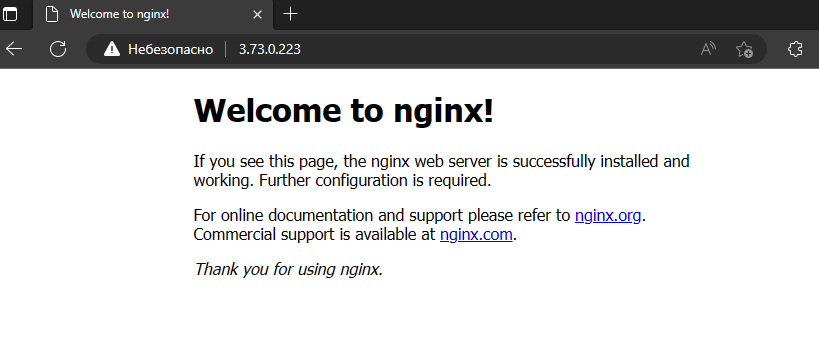 Welcome to nginx!
Небезопасно
3.73.0.223
Welcome to nginx!
If you see this page, the nginx web server is successfully installed and
working. Further configuration is required.
For online documentation and support please refer to nginx.org.
Commercial support is available at nginx.com.
Thank you for using nginx.